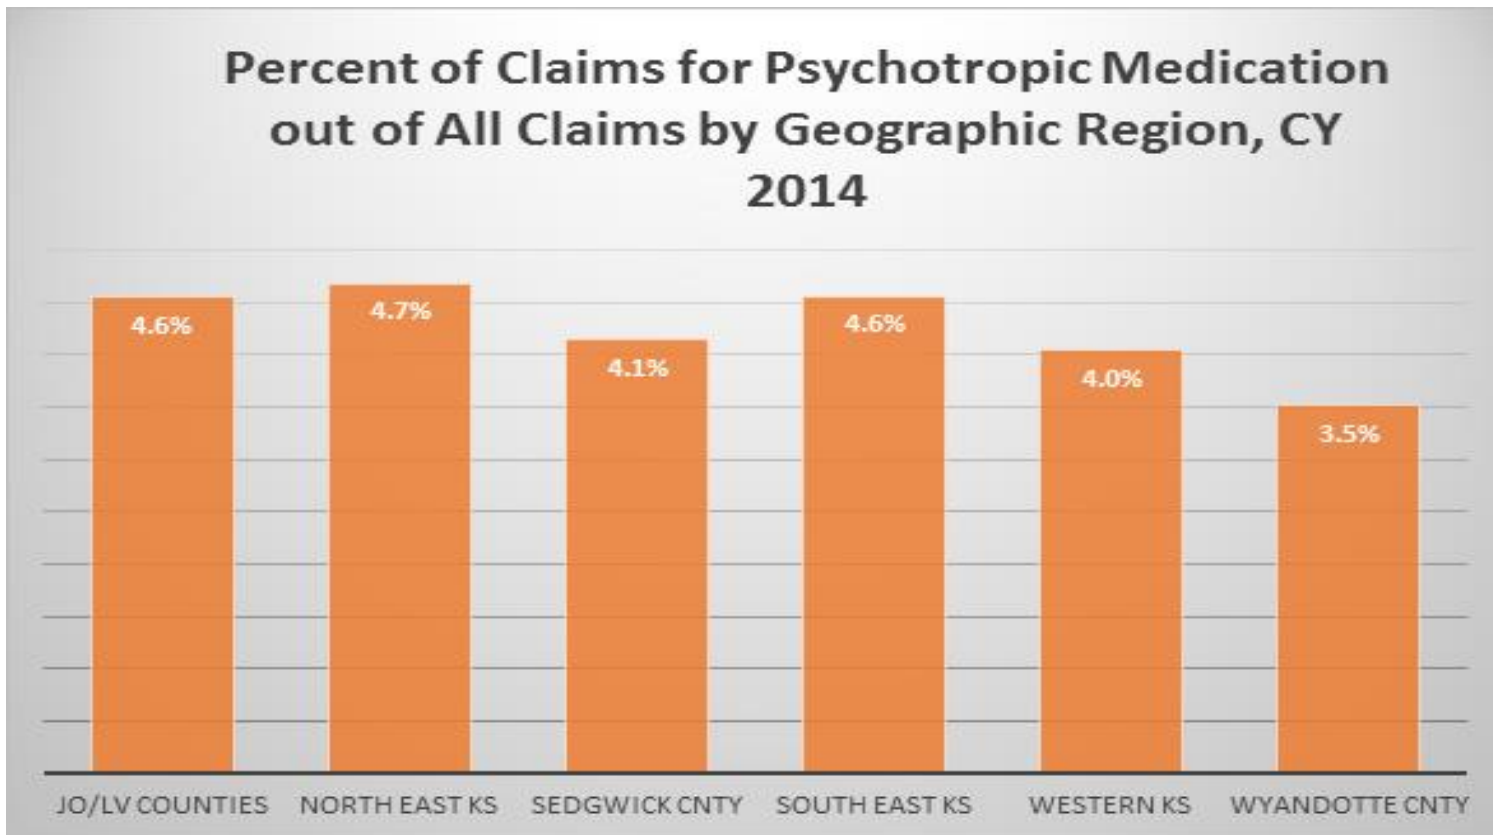 Percent of Claims for Psychotropic Medication
out of All Claims by Geographic Region, CY
2014
4.6%
4.7%
4.1%
4.6%
4.0%
3.5%
JO/LV COUNTIES
NORTH EAST KS
SEDGWICK CNTY
SOUTH EAST KS
WESTERN KS
WYANDOTTE CNTY